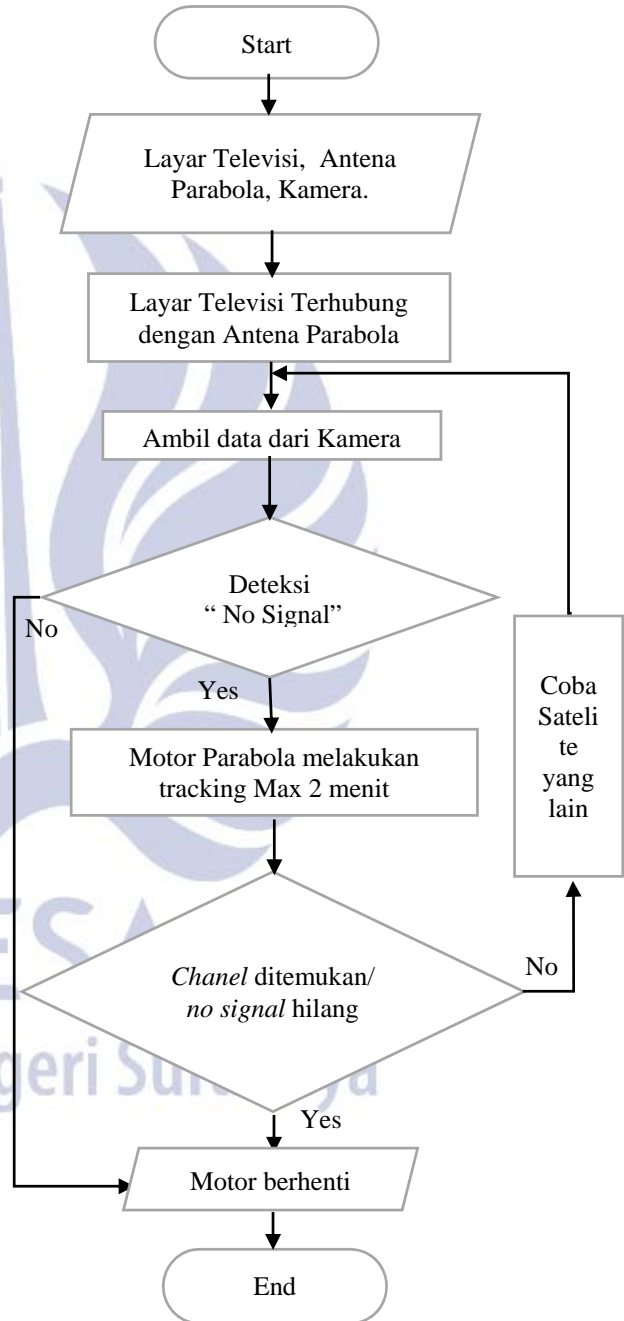 Start
Layar Televisi, Antena
Parabola, Kamera.
Layar Televisi Terhubung
dengan Antena Parabola
Ambil data dari Kamera
Deteksi
“ No Signal”
No
Yes
Coba
Sateli
te
yang
lain
Motor Parabola melakukan
tracking Max 2 menit
Chanel ditemukan/
no signal hilang
No
Yes
Motor berhenti
End